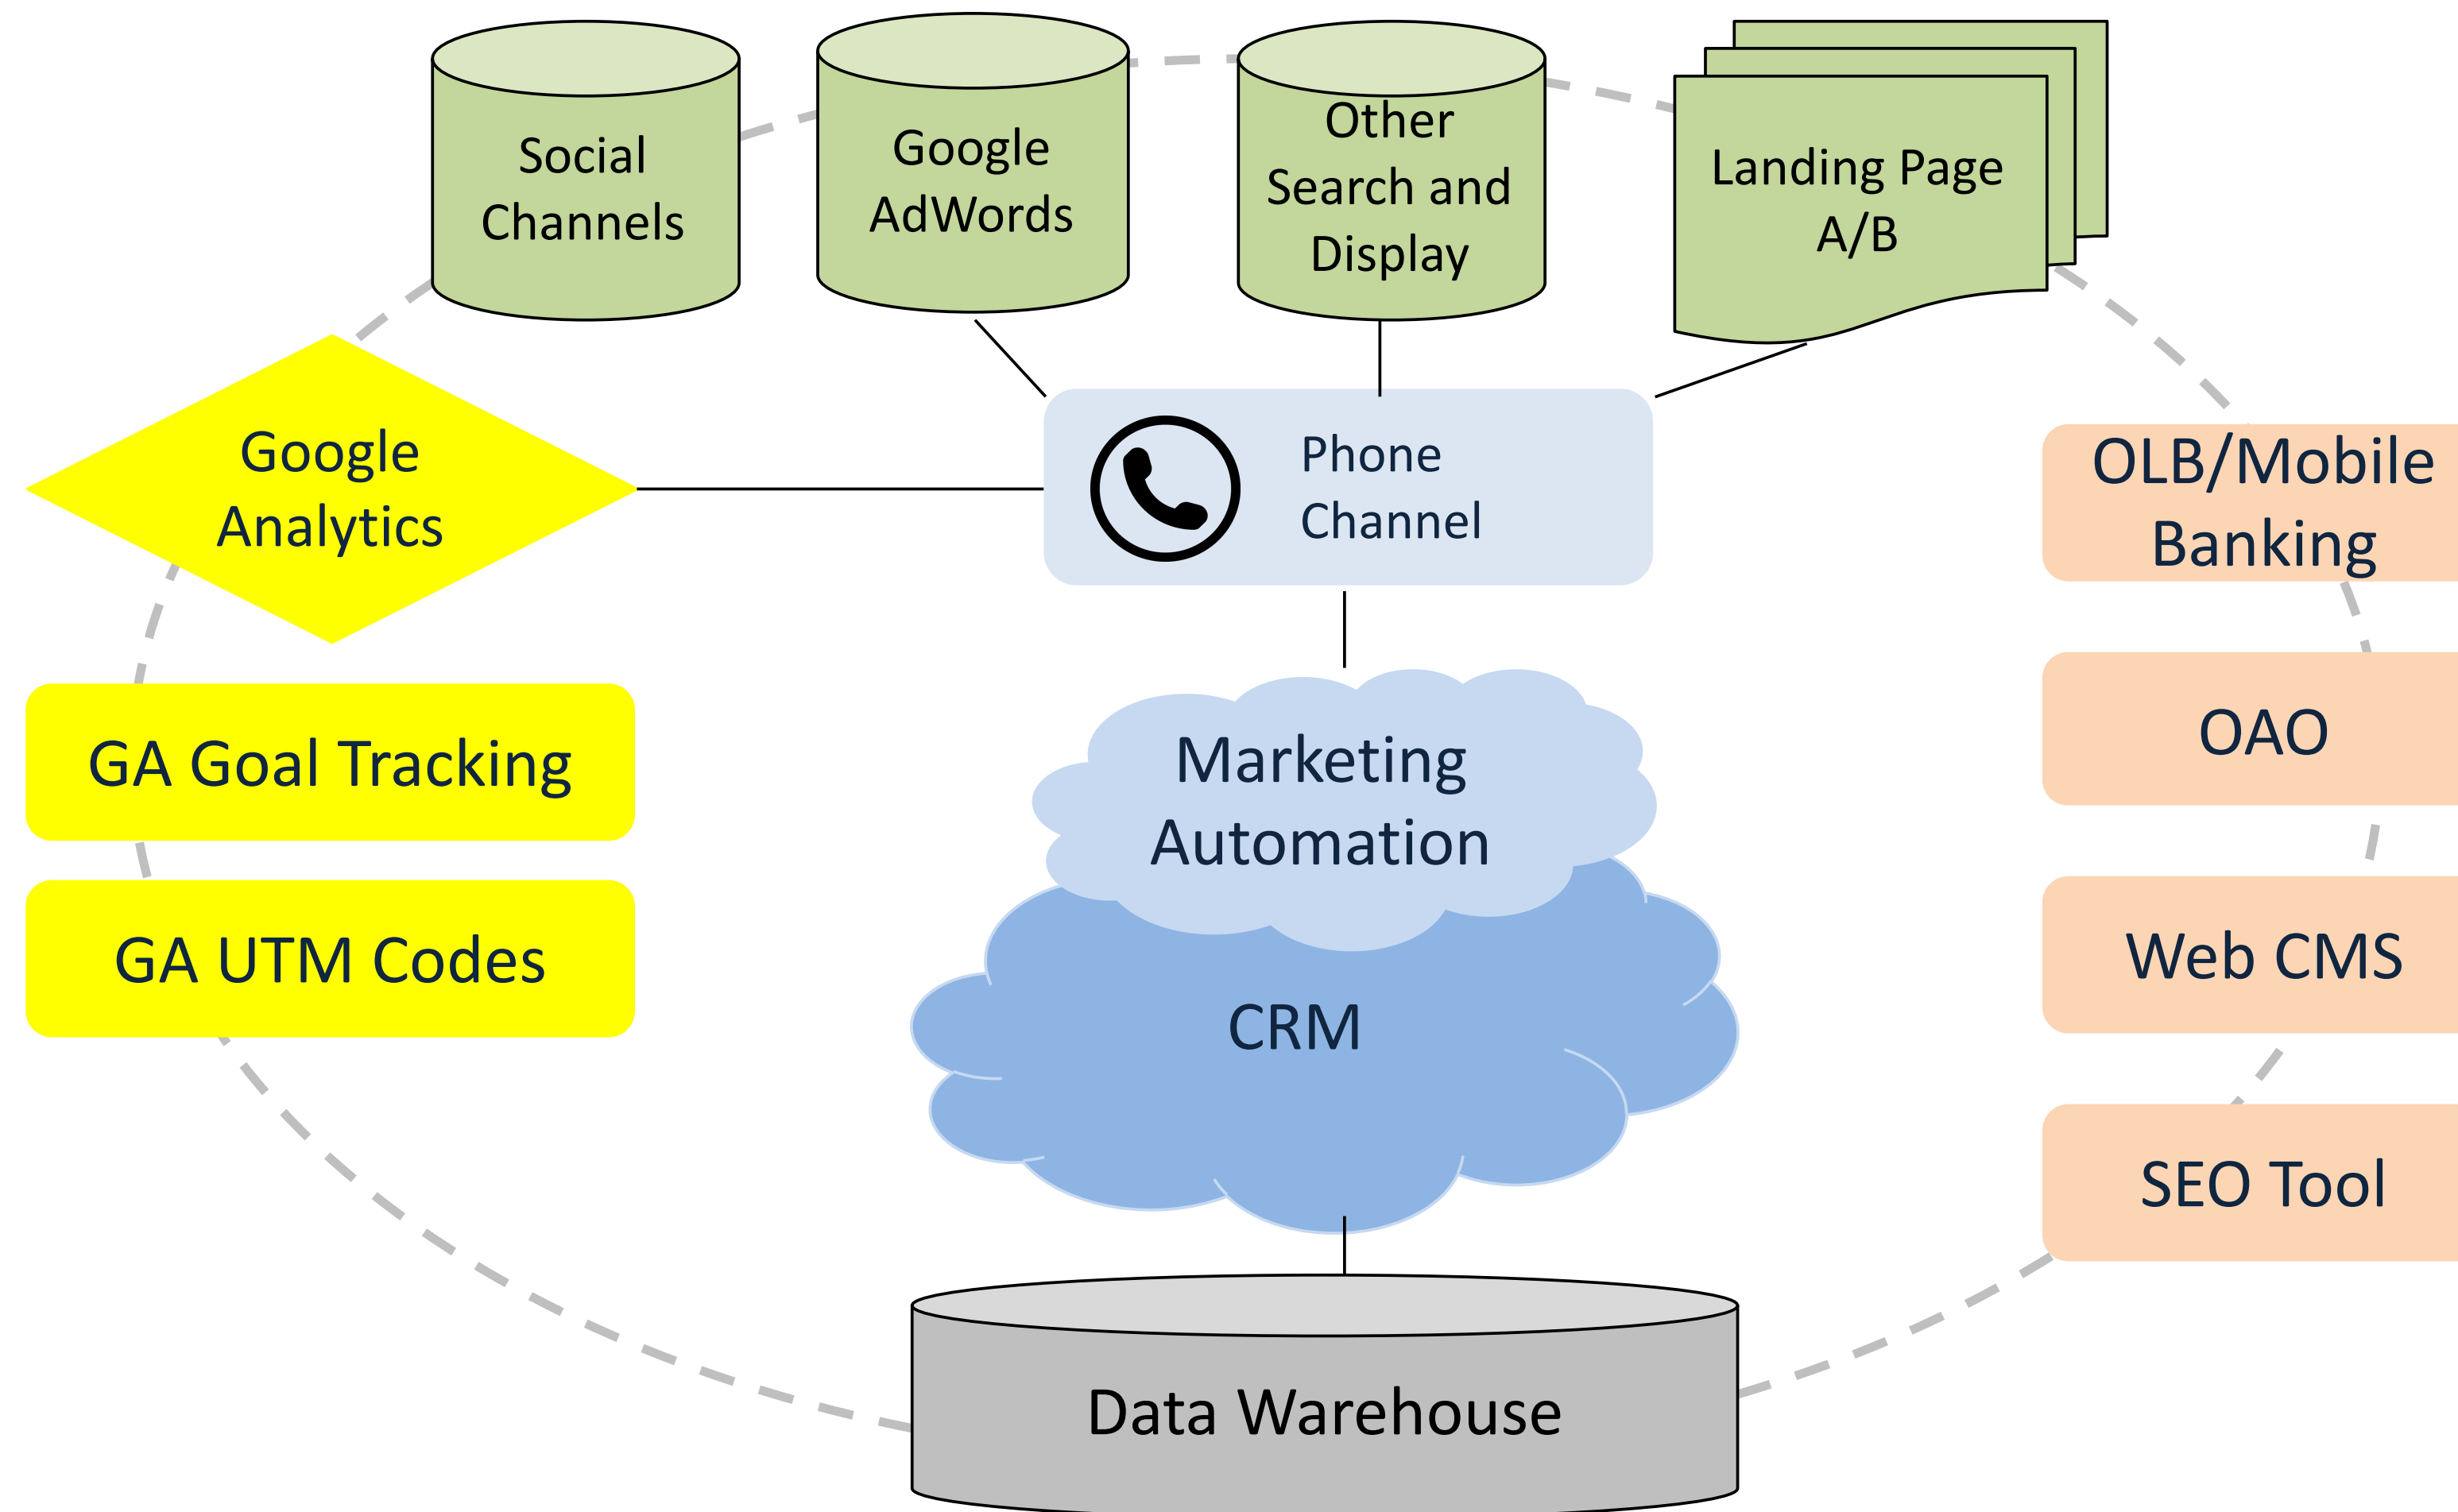 Social
Channels
Google
AdWords
Other
Search and
Display
Landing Page
A/B
Google
Analytics
Phone
Channel
OLB/Mobile
Banking
GA Goal Tracking
Marketing
Automation
OAO
GA UTM Codes
CRM
Web CMS
SEO Tool
Data Warehouse